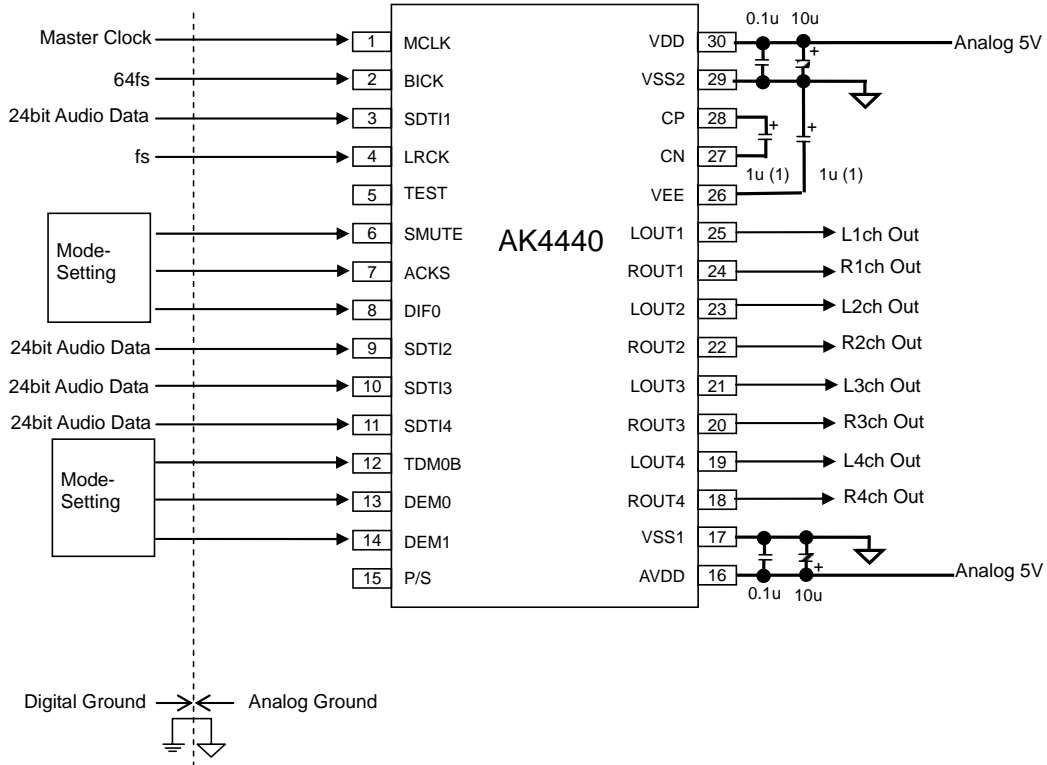 0.1u 10u
Master Clock 1 MCLK VDD 30 + Analog 5V
64fs 2 BICK VSS2 29
24bit Audio Data 3 SDTI1 CP 28 + +
fs 4 LRCK CN 27
1u (1) 1u (1)
5 TEST VEE 26
Mode-
Setting
6 SMUTE AK4440 LOUT1 25 L1ch Out
7 ACKS ROUT1 24 R1ch Out
8 DIF0 LOUT2 23 L2ch Out
24bit Audio Data 9 SDTI2 ROUT2 22 R2ch Out
24bit Audio Data 10 SDTI3 LOUT3 21 L3ch Out
24bit Audio Data 11 SDTI4 ROUT3 20 R3ch Out
Mode-
Setting
12 TDM0B LOUT4 19 L4ch Out
13 DEM0 ROUT4 18 R4ch Out
14 DEM1 VSS1 17
+
15 P/S AVDD 16 Analog 5V
0.1u 10u
Digital Ground Analog Ground